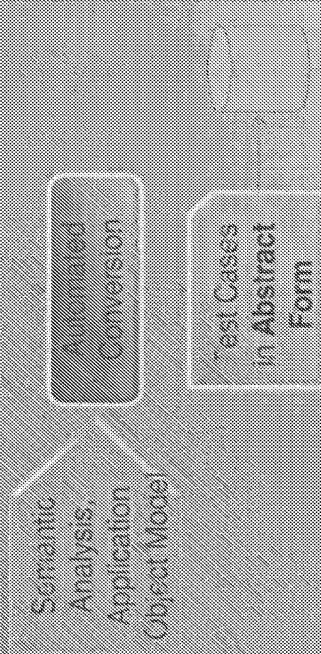 Semantic
Analysis,
Application
Object Model
Automated
Conversion
Test Cases
in Abstract
Form